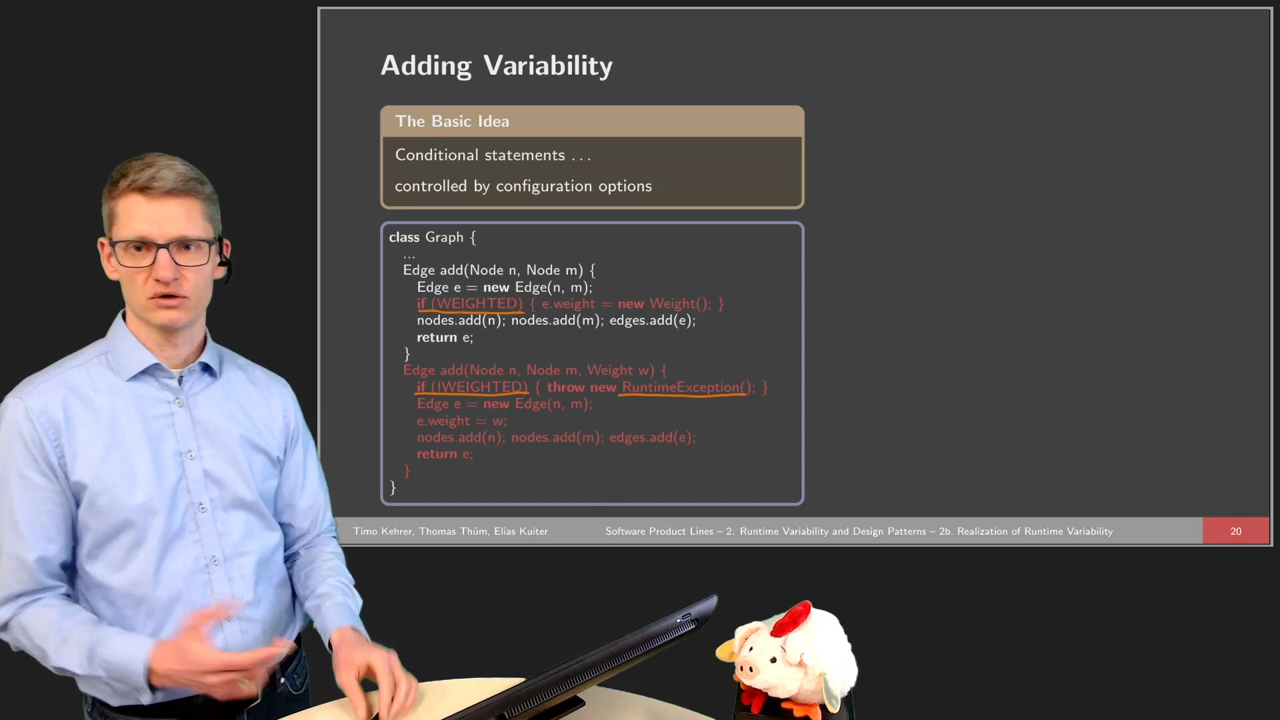 Adding Variability
The Basic Idea
Conditional statements . . .
controlled by configuration options
class Graph {
...
Edge add(Node n, Node m) {
Edge e = new Edge(n, m);
if (WEIGHTED) { e.weight = new Weight(); }
nodes.add(n); nodes.add(m); edges.add(e);
return e;
}
Edge add(Node n, Node m, Weight w) {
if (!WEIGHTED) { throw new RuntimeException(); }
Edge e = new Edge(n, m);
e.weight = w;
nodes.add(n); nodes.add(m); edges.add(e);
return e;
}
}
Timo Kehrer, Thomas Thüm, Elias Kuiter
Software Product Lines – 2. Runtime Variability and Design Patterns – 2b. Realization of Runtime Variability
20